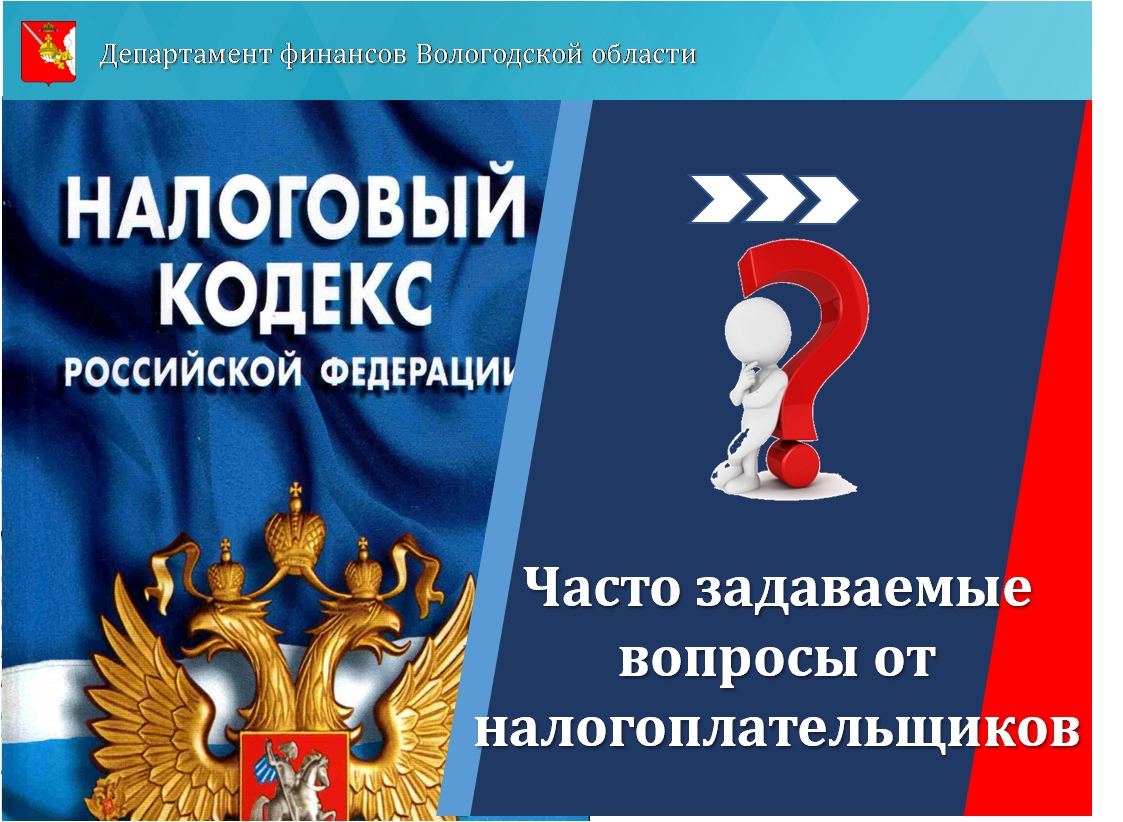 Департамент финансов Вологодской области
НАЛОГОВЫЙ
КОДЕКС
РОССИЙСКОЙ ФЕДЕРАЦИИ
Часто задаваемые
вопросы от
налогоплательщиков